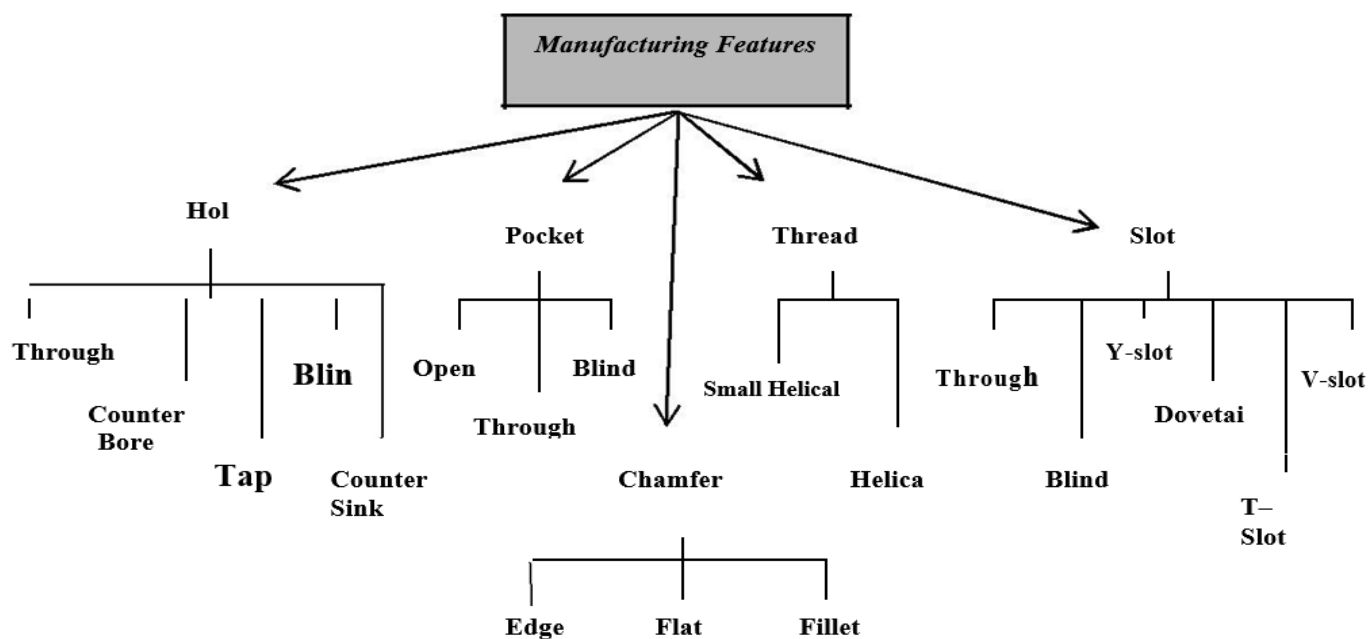 Manufacturing Features
Hol
Pocket
Thread
Slot
Through
Counter
Bore
Tap
Blin
Counter
Sink
Open
Through
Blind
Chamfer
Edge
Flat
Fillet
Small Helical
Helica
Through
Blind
Y-slot
Dovetai
T–
Slot
V-slot